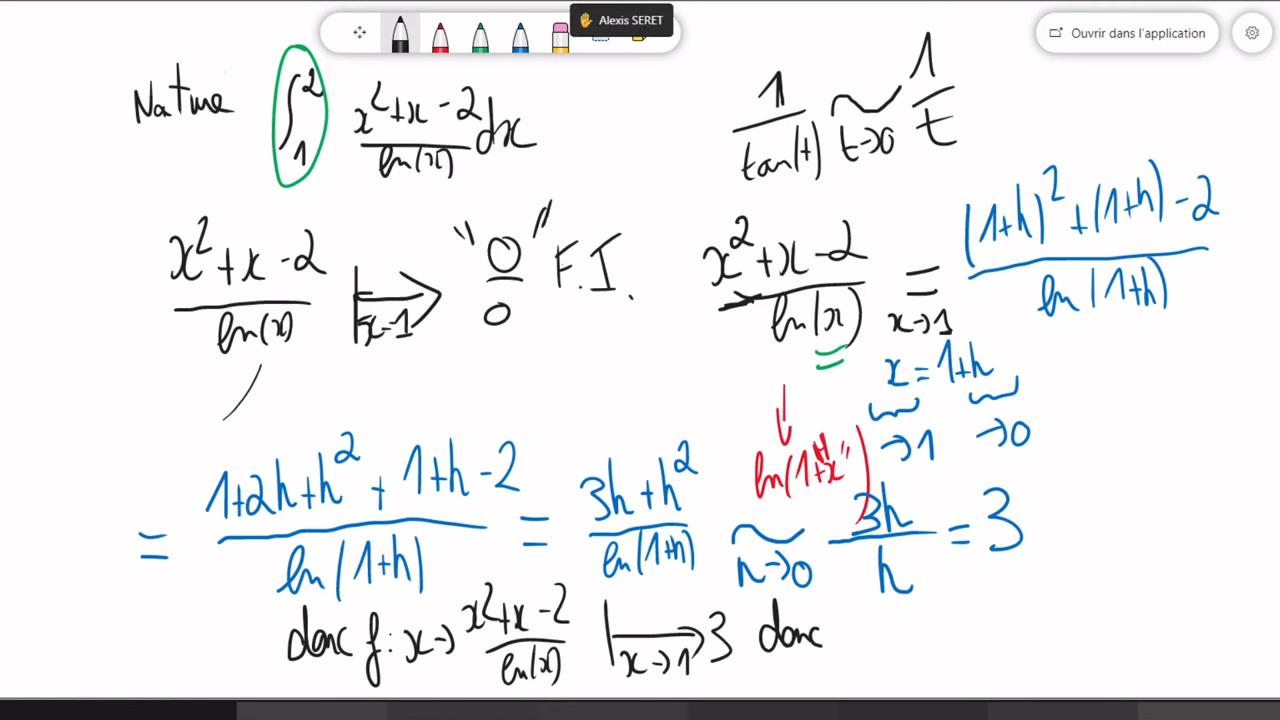 ✋ Alexis SERET
Ouvrir dans l'application
Nature ∫₁² (x²+x-2)/ln(x) dx
1/tan(t) ~ 1/t
t→0
(x²+x-2)/ln(x) ⟼ "0/0" F.I.
x→1
(x²+x-2)/ln(x) = ((1+h)²+(1+h)-2)/ln(1+h)
x→1
x = 1+h
→1 →0
ln(1+"x")
= (1+2h+h²+1+h-2)/ln(1+h) = (3h+h²)/ln(1+h) ~ 3h/h = 3
h→0
donc f: x→ (x²+x-2)/ln(x) ⟼ 3 donc
x→1